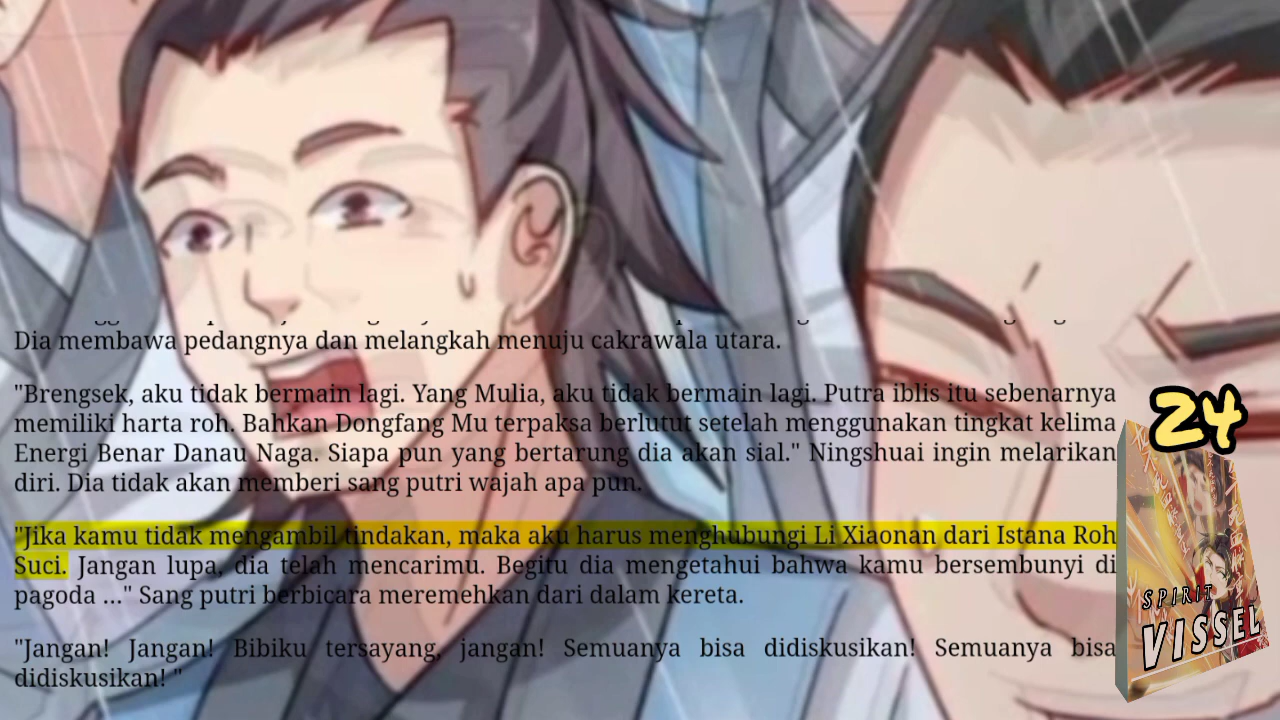 Dia membawa pedangnya dan melangkah menuju cakrawala utara.
"Brengsek, aku tidak bermain lagi. Yang Mulia, aku tidak bermain lagi. Putra iblis itu sebenarnya
memiliki harta roh. Bahkan Dongfang Mu terpaksa berlutut setelah menggunakan tingkat kelima
Energi Benar Danau Naga. Siapa pun yang bertarung dia akan sial." Ningshuai ingin melarikan
diri. Dia tidak akan memberi sang putri wajah apa pun.
"Jika kamu tidak mengambil tindakan, maka aku harus menghubungi Li Xiaonan dari Istana Roh
Suci. Jangan lupa, dia telah mencarimu. Begitu dia mengetahui bahwa kamu bersembunyi di
pagoda ..." Sang putri berbicara meremehkan dari dalam kereta.
"Jangan! Jangan! Bibiku tersayang, jangan! Semuanya bisa didiskusikan! Semuanya bisa
didiskusikan! "
24
SPIRIT
VISSEL